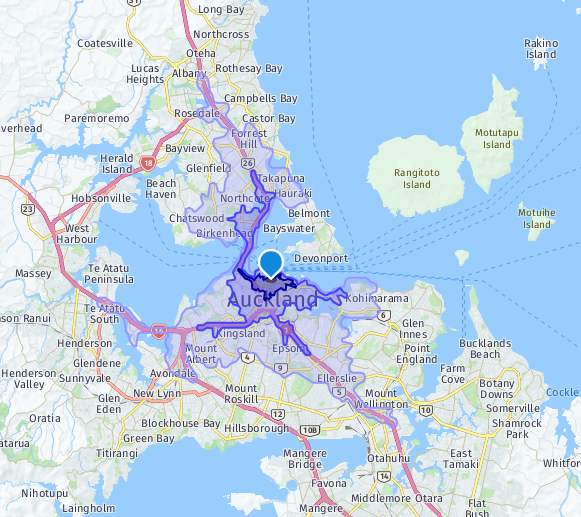 Long Bay
31
Northcross
Coatesville
Oteha
Rakino
Island
Lucas
Heights
Albany
Rothesay Bay
Campbells Bay
Paremoremo
Rosedale
Castor Bay
verhead
Forrest
Hill
Motutapu
Island
Herald
Island
18
Bayview
26
Glenfield
Takapuna
Rangitoto
Island
Beach
Haven
Hauraki
Hobsonville
Northcote
23
Chatswood
Belmont
Motuihe
Island
West
Harbour
Birkenhead
Bayswater
Devonport
Massey
Te Atatu
Peninsula
Auckland
Kohimarama
Te Atatu
South
6
nson Ranui
16
Kingsland
Glen
Innes
Henderson
Mount
Albert
4
Epsom
Point
England
Bucklands
Beach
Glendene
9
Henderson
Valley
Sunnyvale
Avondale
Ellerslie
Farm
Cove
Botany
Downs
Cockle
New Lynn
Mount
Roskill
5
Mount
Wellington
Glen
Eden
10
Somerville
Oratia
12
Blockhouse Bay
Hillsborough
10B
Shamrock
Park
Green Bay
atarua
Titirangi
Mangere
Bridge
Otahuhu
East
Tamaki
Whitfor
14
Favona
Nihotupu
Middlemore
Otara
Laingholm
Mangere
Flat
Bush